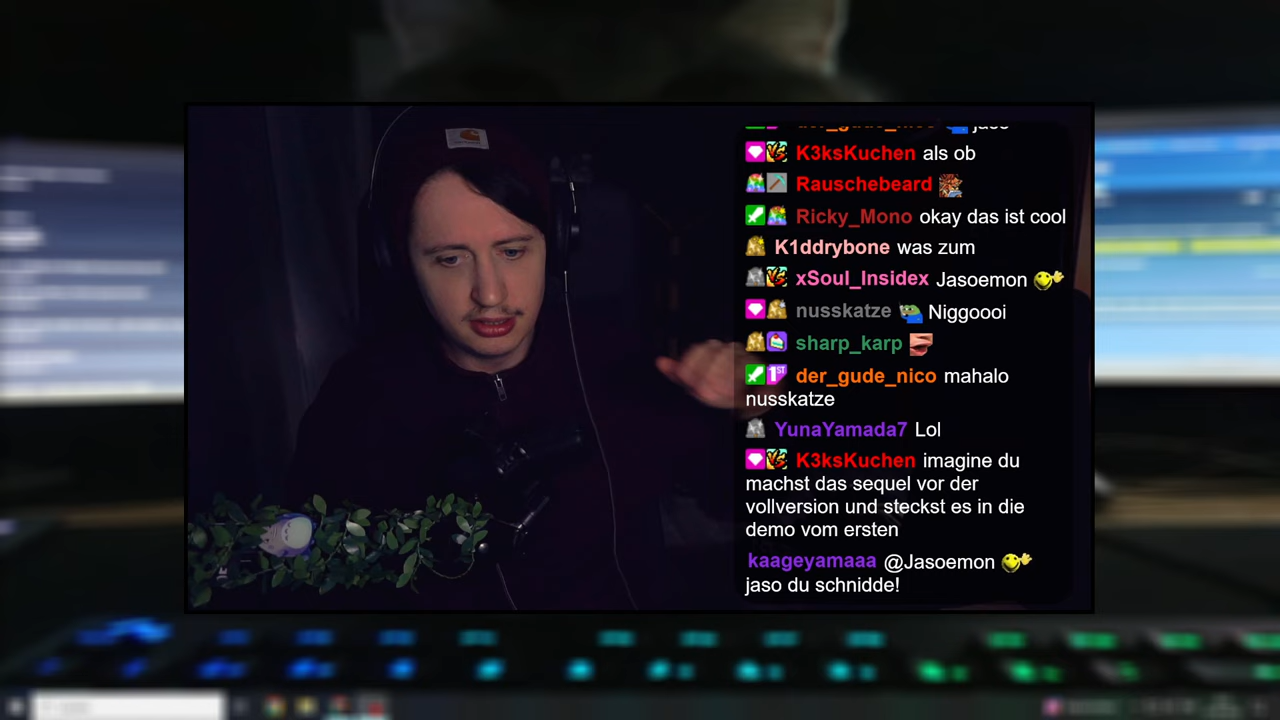 K3ksKuchen als ob
Rauschebeard
Ricky_Mono okay das ist cool
K1ddrybone was zum
xSoul_Insidex Jasoemon
nusskatze Niggoooi
sharp_karp
1ST der_gude_nico mahalo
nusskatze
YunaYamada7 Lol
K3ksKuchen imagine du
machst das sequel vor der
vollversion und steckst es in die
demo vom ersten
kaageyamaaa @Jasoemon
jaso du schnidde!